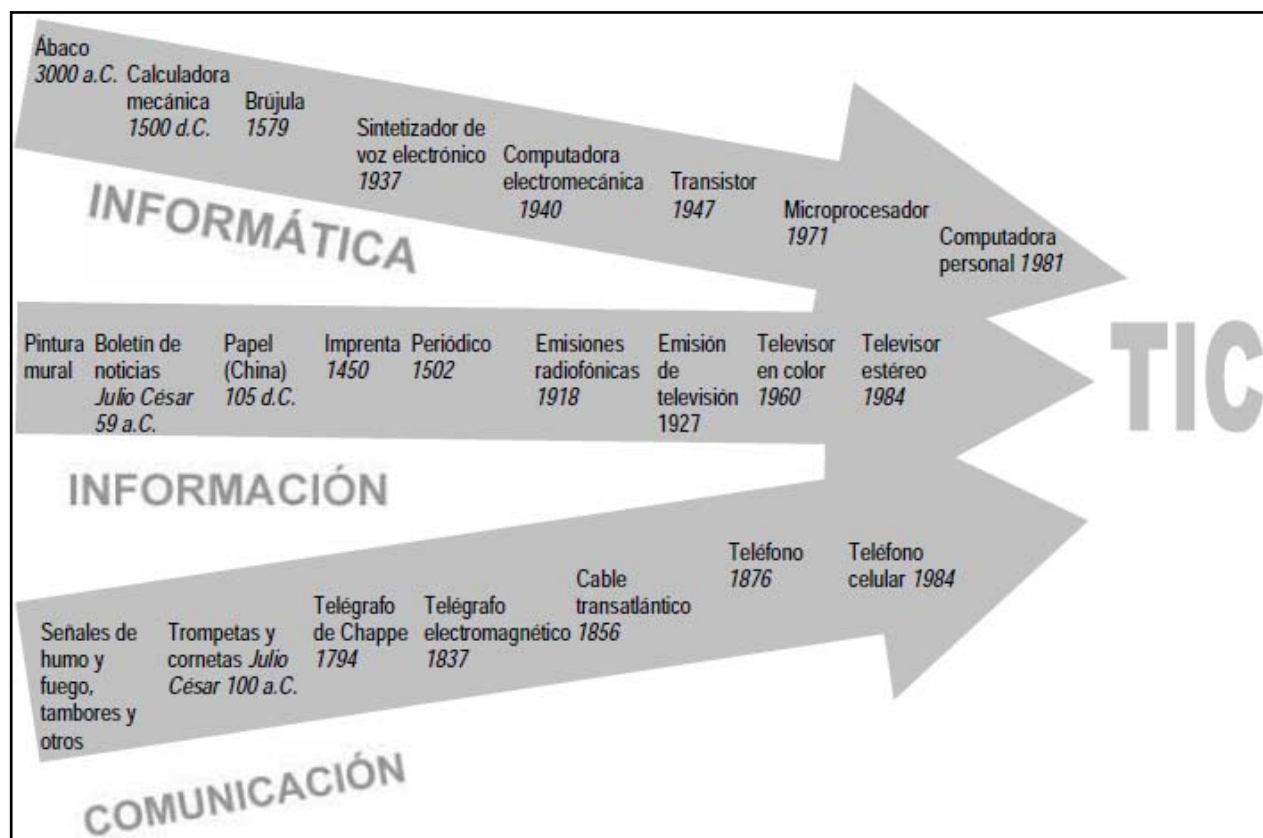 Ábaco
3000 a.C.
Calculadora
mecánica
1500 d.C.
Brújula
1579
Sintetizador de
voz electrónico
1937
Computadora
electromecánica
1940
Transistor
1947
Microprocesador
1971
Computadora
personal 1981
INFORMÁTICA
Pintura
mural
Boletín de
noticias
Julio César
59 a.C.
Papel
(China)
105 d.C.
Imprenta
1450
Periódico
1502
Emisiones
radiofónicas
1918
Emisión
de
televisión
1927
Televisor
en color
1960
Televisor
estéreo
1984
TIC
INFORMACIÓN
Señales de
humo y
fuego,
tambores y
otros
Trompetas y
cornetas Julio
César 100 a.C.
Telégrafo
de Chappe
1794
Telégrafo
electromagnético
1837
Cable
transatlántico
1856
Teléfono
1876
Teléfono
celular 1984
COMUNICACIÓN